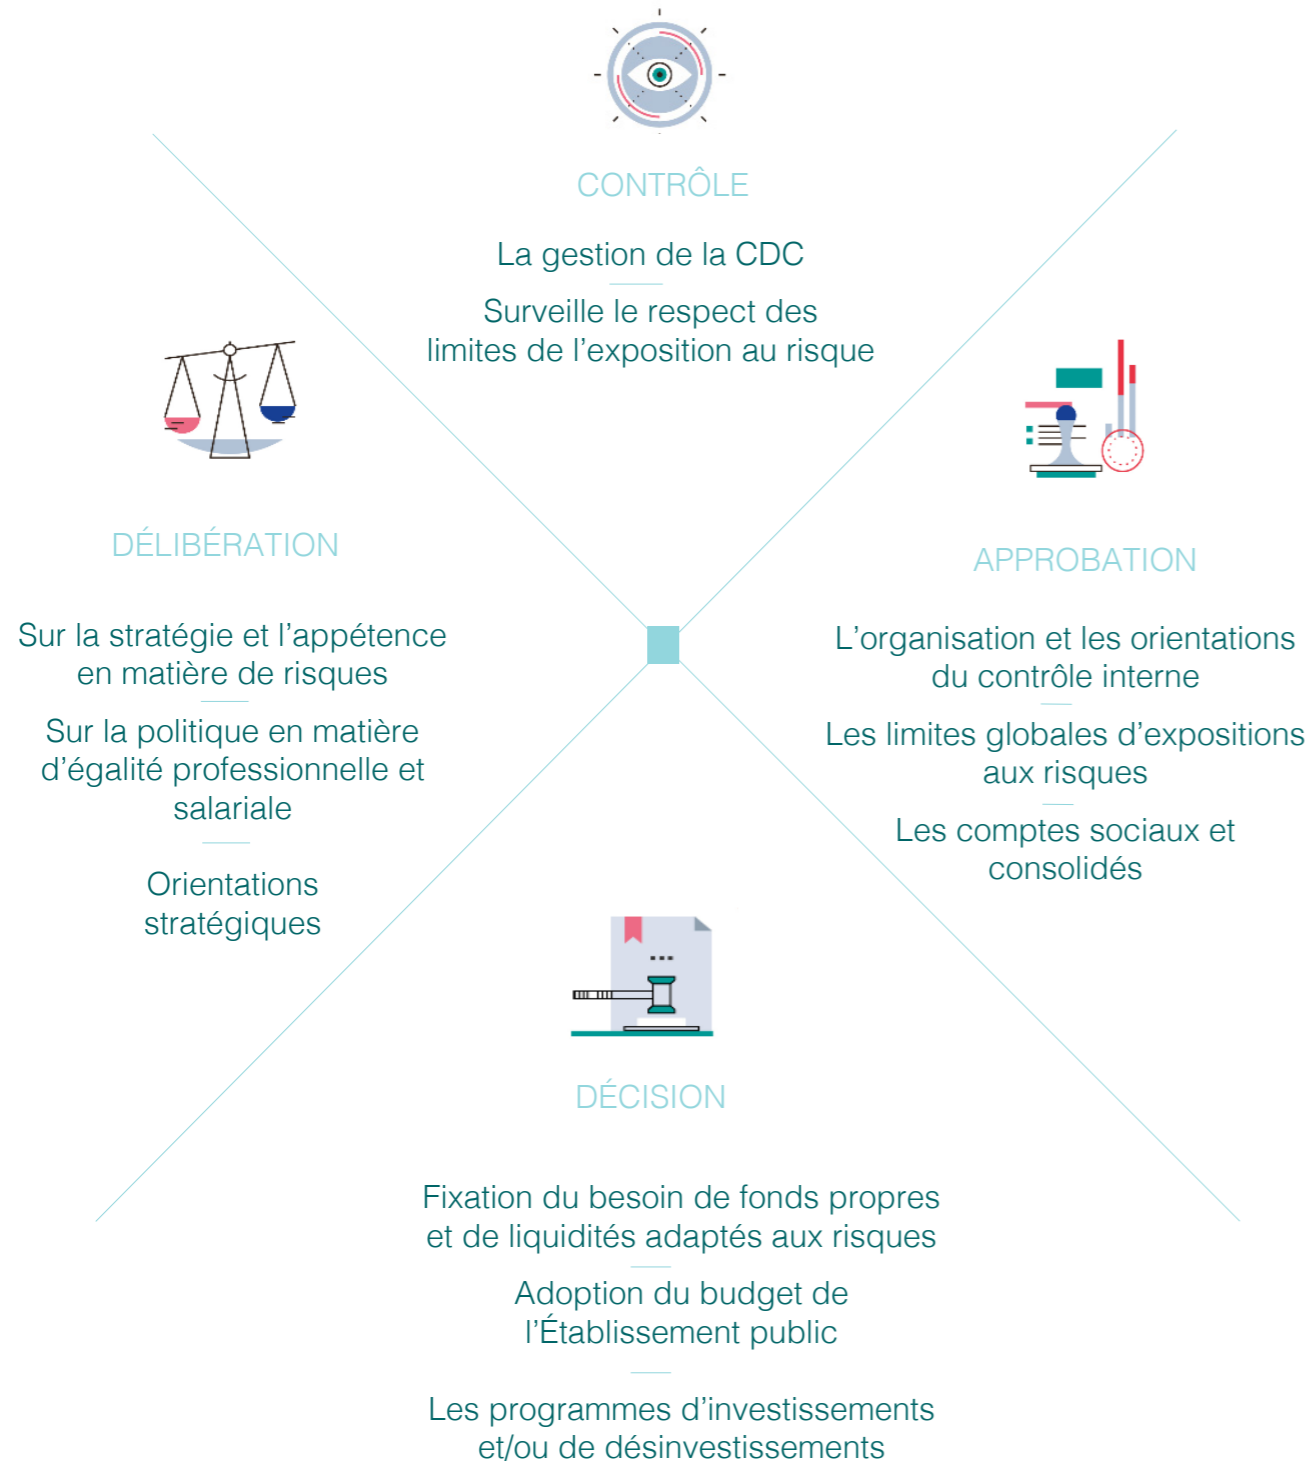 CONTRÔLE
La gestion de la CDC
Surveille le respect des
limites de l’exposition au risque
DÉLIBÉRATION
Sur la stratégie et l’appétence
en matière de risques
Sur la politique en matière
d’égalité professionnelle et
salariale
Orientations
stratégiques
APPROBATION
L’organisation et les orientations
du contrôle interne
Les limites globales d’expositions
aux risques
Les comptes sociaux et
consolidés
DÉCISION
Fixation du besoin de fonds propres
et de liquidités adaptés aux risques
Adoption du budget de
l’Établissement public
Les programmes d’investissements
et/ou de désinvestissements